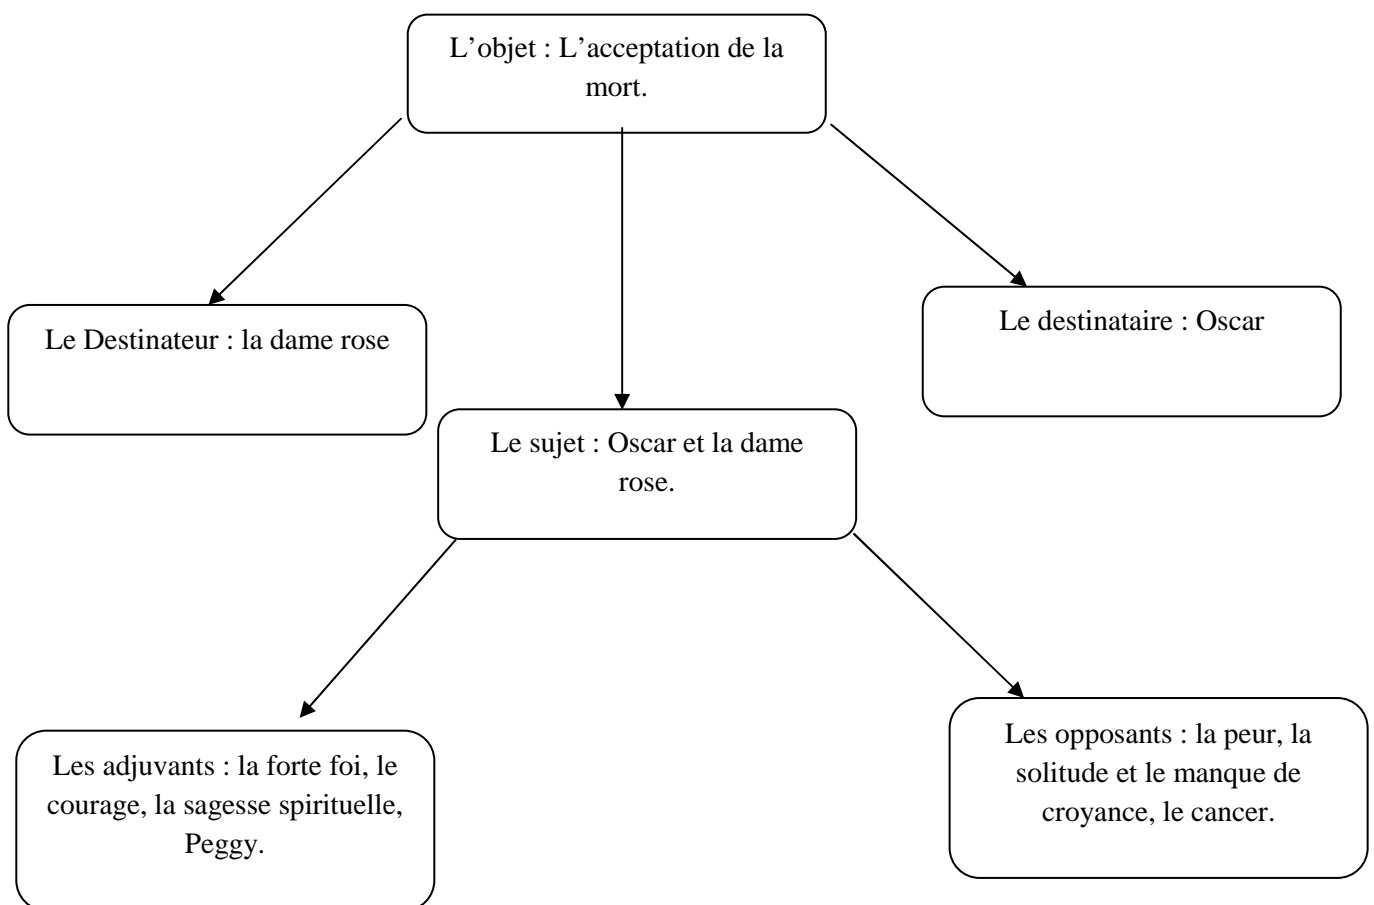 L’objet : L’acceptation de la
mort.
Le Destinateur : la dame rose
Le destinataire : Oscar
Le sujet : Oscar et la dame
rose.
Les adjuvants : la forte foi, le
courage, la sagesse spirituelle,
Peggy.
Les opposants : la peur, la
solitude et le manque de
croyance, le cancer.